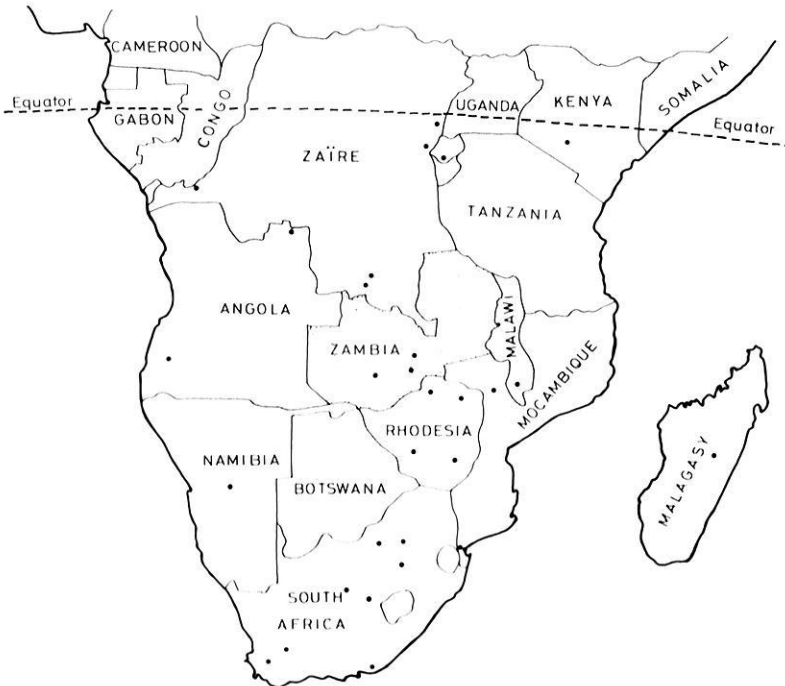 CAMEROON
SOMALIA
Equator
GABON
CONGO
UGANDA
KENYA
Equator
ZAÏRE
TANZANIA
ANGOLA
MALAWI
ZAMBIA
MOÇAMBIQUE
RHODESIA
NAMIBIA
BOTSWANA
MALAGASY
SOUTH
AFRICA